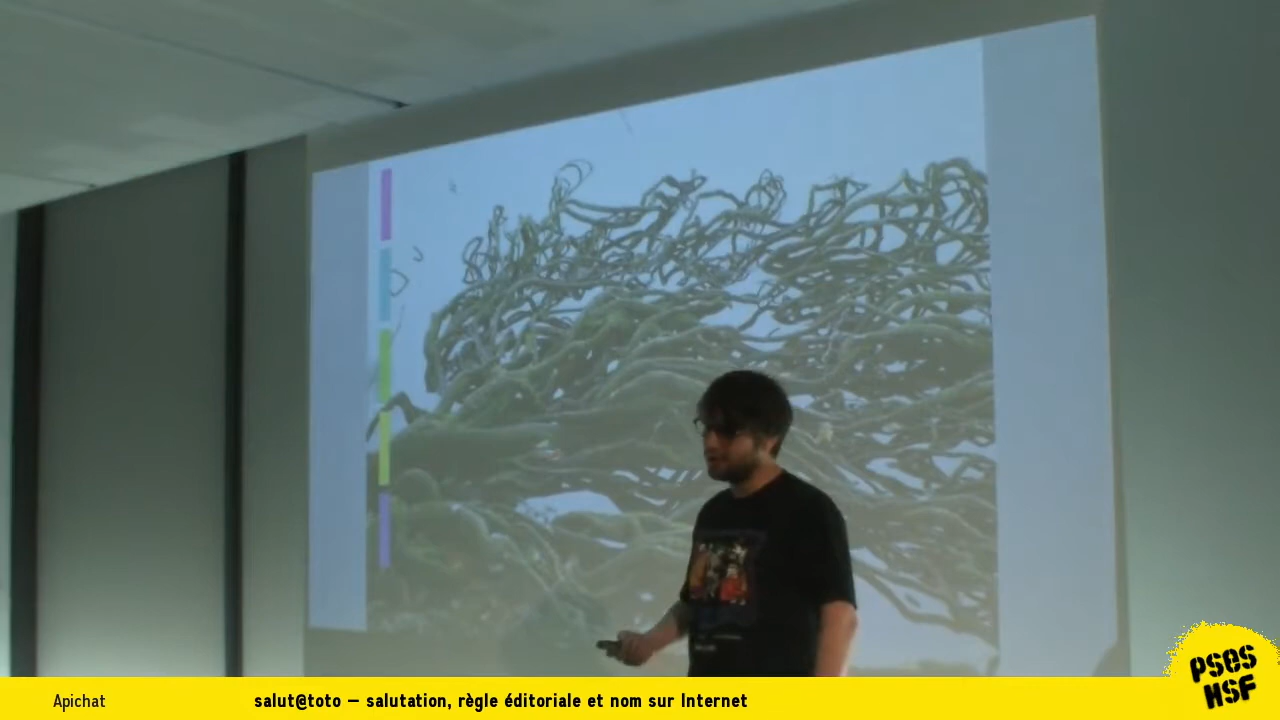 Apichat
salut@toto – salutation, règle éditoriale et nom sur Internet
PSES
HSF